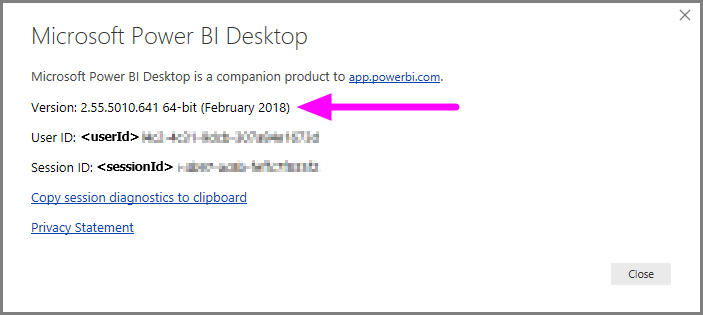 Microsoft Power BI Desktop
Microsoft Power BI Desktop is a companion product to app.powerbi.com.
Version: 2.55.5010.641 64-bit (February 2018)
User ID: <userId>
Session ID: <sessionId>
Copy session diagnostics to clipboard
Privacy Statement
Close